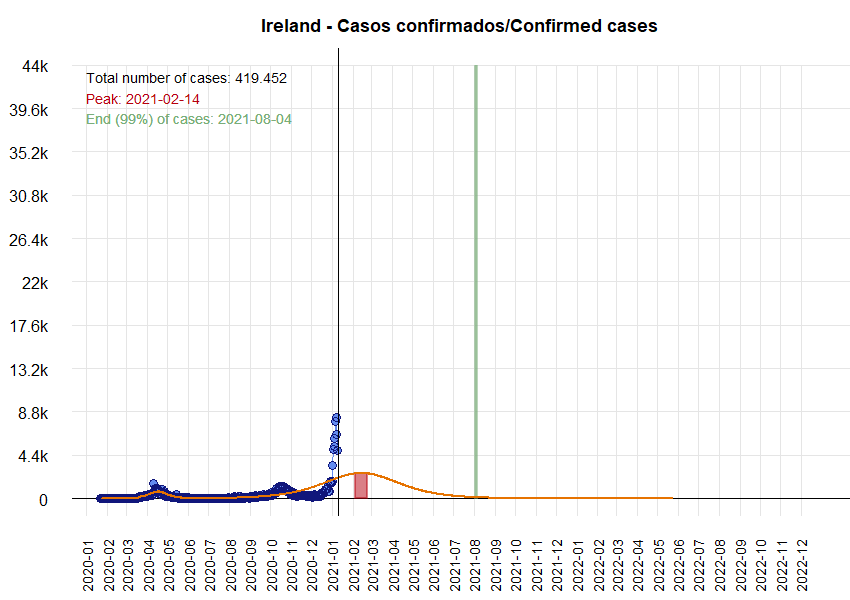 Ireland - Casos confirmados/Confirmed cases
44k
39.6k
35.2k
30.8k
26.4k
22k
17.6k
13.2k
8.8k
4.4k
0
Total number of cases: 419.452
Peak: 2021-02-14
End (99%) of cases: 2021-08-04
2020-01
2020-02
2020-03
2020-04
2020-05
2020-06
2020-07
2020-08
2020-09
2020-10
2020-11
2020-12
2021-01
2021-02
2021-03
2021-04
2021-05
2021-06
2021-07
2021-08
2021-09
2021-10
2021-11
2021-12
2022-01
2022-02
2022-03
2022-04
2022-05
2022-06
2022-07
2022-08
2022-09
2022-10
2022-11
2022-12